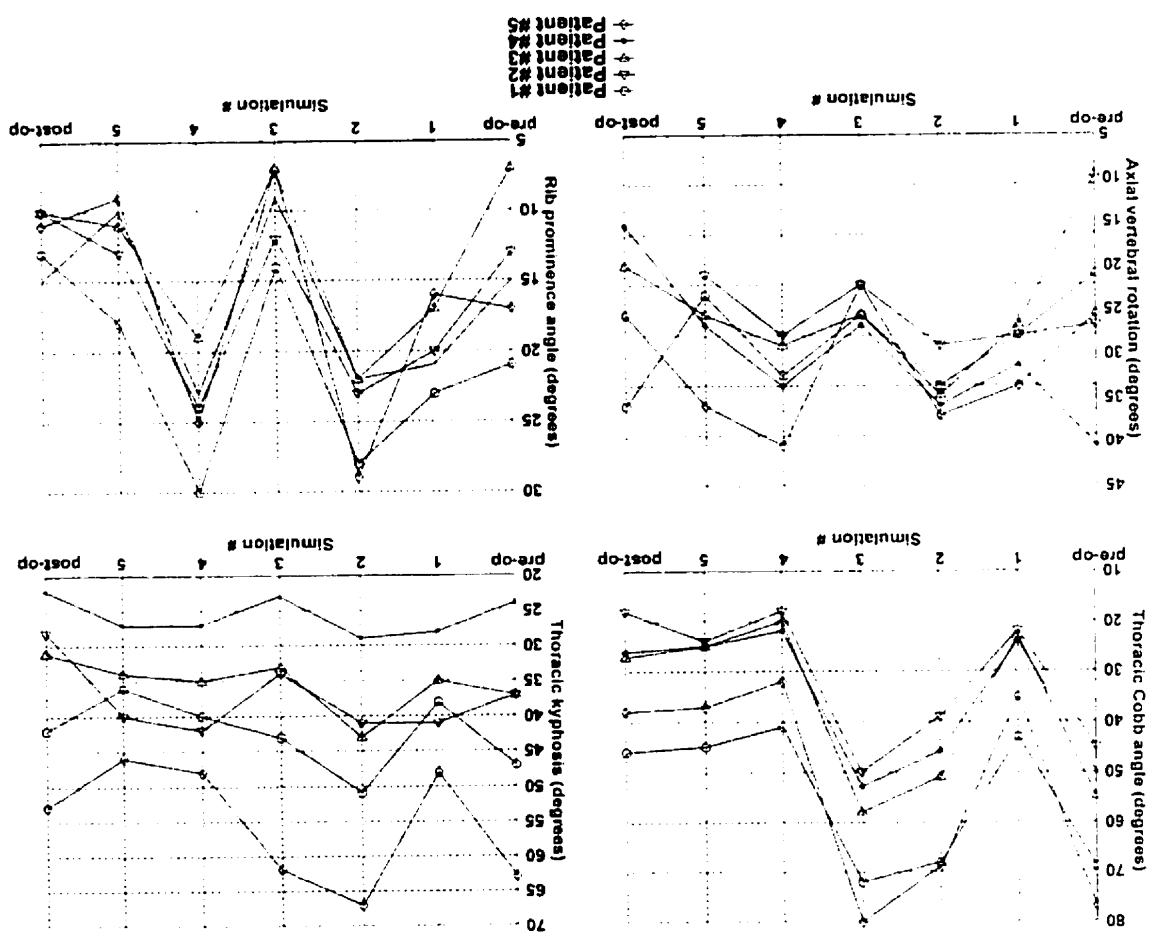 Thoracic Cobb angle (degrees)
80
70
60
50
40
30
20
10
pre-op 1 2 3 4 5 post-op
Simulation #
Thoracic kyphosis (degrees)
70
65
60
55
50
45
40
35
30
25
20
pre-op 1 2 3 4 5 post-op
Simulation #
Axial vertebral rotation (degrees)
45
40
35
30
25
20
15
10
5
pre-op 1 2 3 4 5 post-op
Simulation #
Rib prominence angle (degrees)
30
25
20
15
10
5
pre-op 1 2 3 4 5 post-op
Simulation #
Patient #1
Patient #2
Patient #3
Patient #4
Patient #5